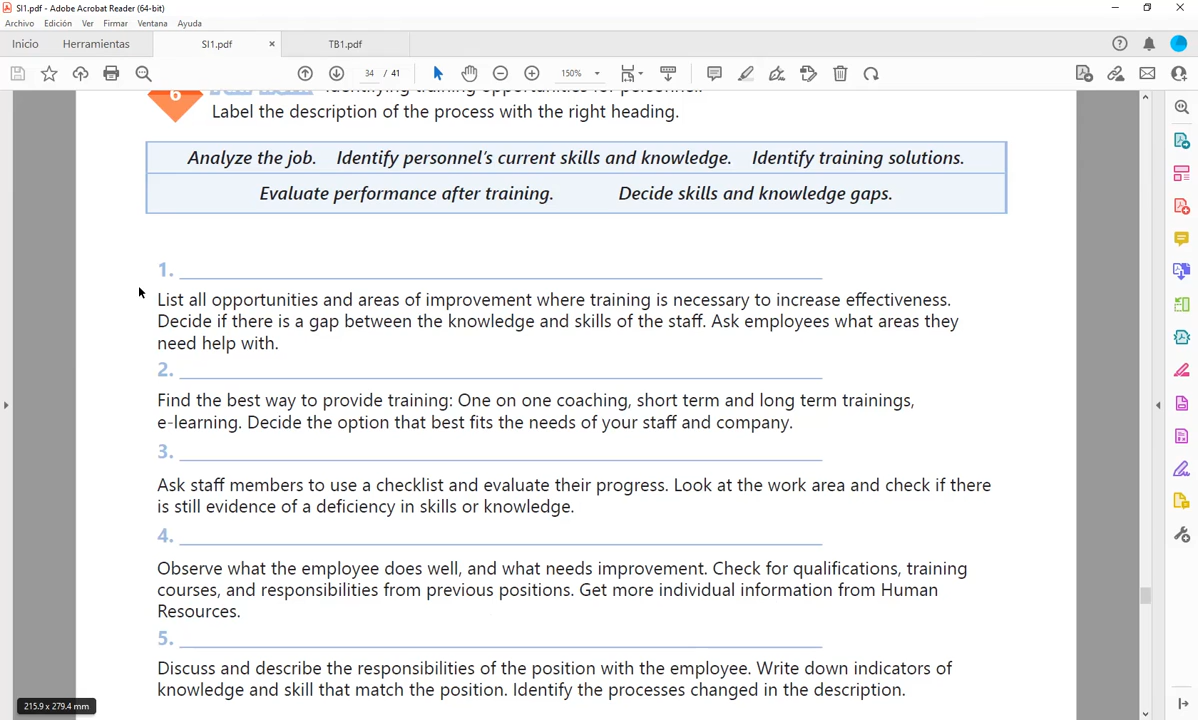 SI1.pdf - Adobe Acrobat Reader (64-bit)
Archivo Edición Ver Firmar Ventana Ayuda
Inicio Herramientas SI1.pdf × TB1.pdf
34 / 41 150%
6 Identifying training opportunities for personnel.
Label the description of the process with the right heading.
Analyze the job. Identify personnel's current skills and knowledge. Identify training solutions.
Evaluate performance after training. Decide skills and knowledge gaps.
1.
List all opportunities and areas of improvement where training is necessary to increase effectiveness.
Decide if there is a gap between the knowledge and skills of the staff. Ask employees what areas they
need help with.
2.
Find the best way to provide training: One on one coaching, short term and long term trainings,
e-learning. Decide the option that best fits the needs of your staff and company.
3.
Ask staff members to use a checklist and evaluate their progress. Look at the work area and check if there
is still evidence of a deficiency in skills or knowledge.
4.
Observe what the employee does well, and what needs improvement. Check for qualifications, training
courses, and responsibilities from previous positions. Get more individual information from Human
Resources.
5.
Discuss and describe the responsibilities of the position with the employee. Write down indicators of
knowledge and skill that match the position. Identify the processes changed in the description.
215.9 x 279.4 mm